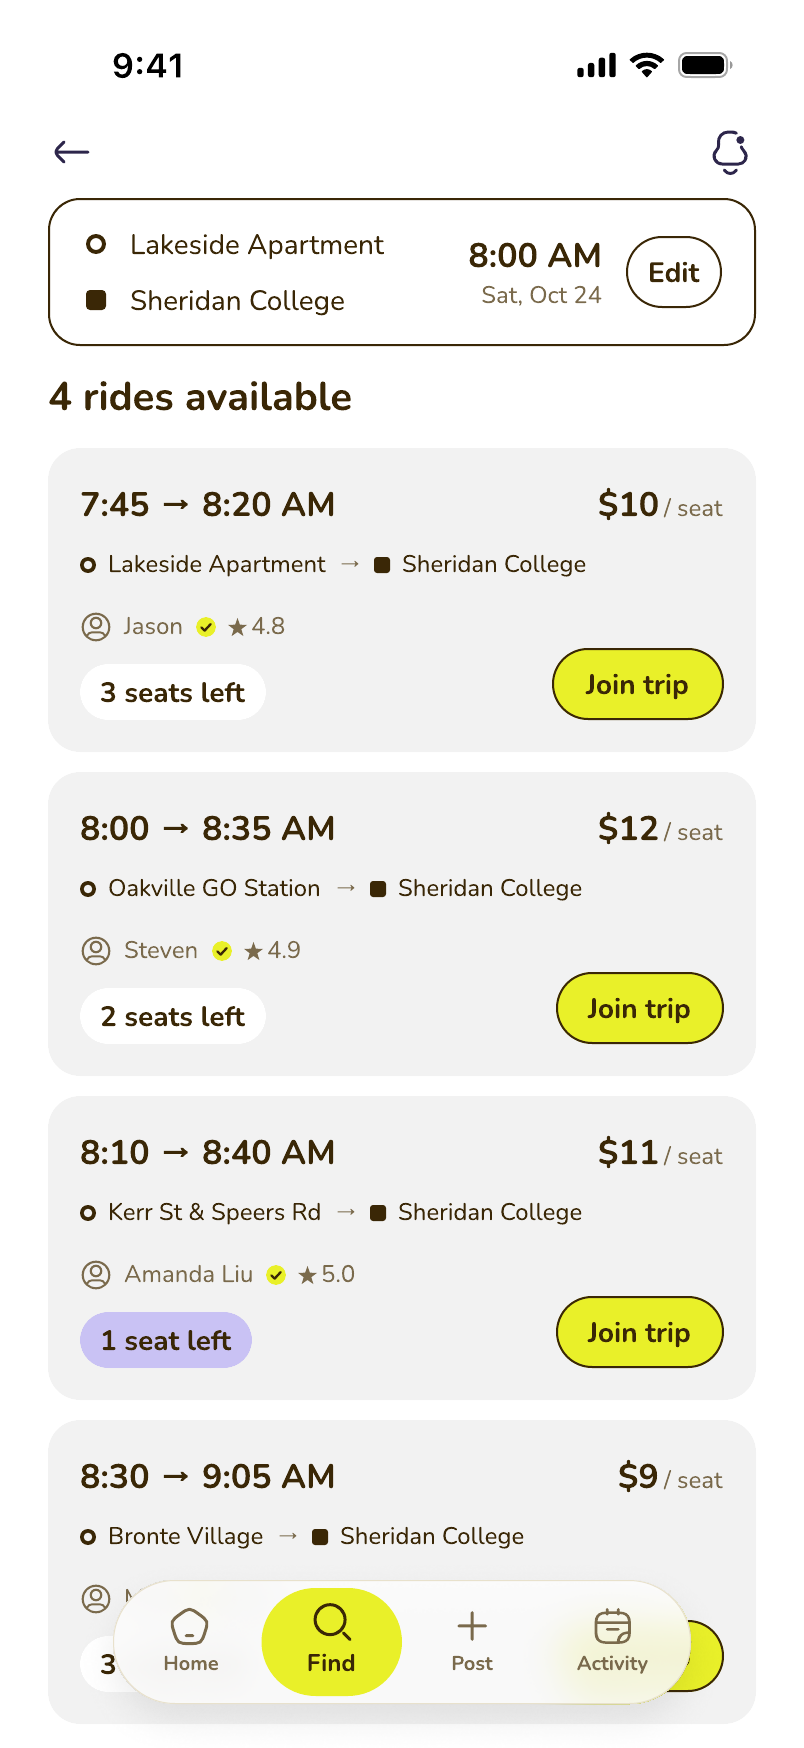 9:41
Lakeside Apartment
Sheridan College
8:00 AM
Sat, Oct 24
Edit
4 rides available
7:45 → 8:20 AM
$10 / seat
Lakeside Apartment → Sheridan College
Jason ★ 4.8
3 seats left
Join trip
8:00 → 8:35 AM
$12 / seat
Oakville GO Station → Sheridan College
Steven ★ 4.9
2 seats left
Join trip
8:10 → 8:40 AM
$11 / seat
Kerr St & Speers Rd → Sheridan College
Amanda Liu ★ 5.0
1 seat left
Join trip
8:30 → 9:05 AM
$9 / seat
Bronte Village → Sheridan College
3
Home
Find
Post
Activity